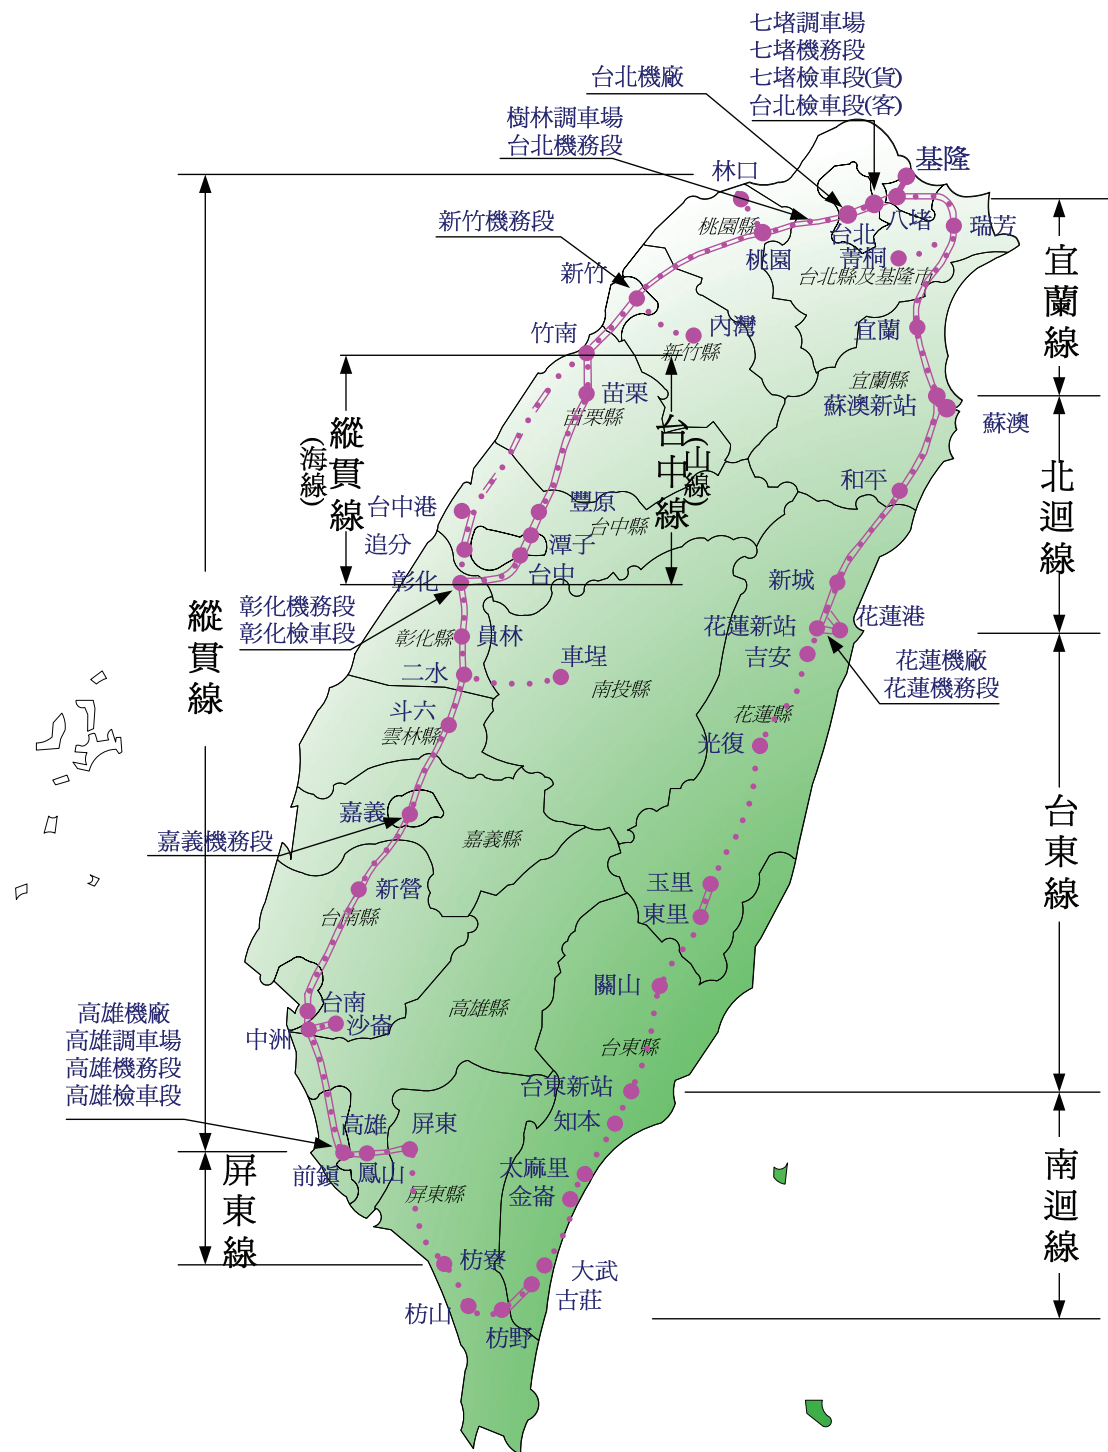 七堵調車場
七堵機務段
七堵檢車段(貨)
台北檢車段(客)
台北機廠
樹林調車場
台北機務段
基隆
林口
新竹機務段
桃園縣
台北
八堵
瑞芳
桃園
菁桐
台北縣及基隆市
新竹
宜蘭線
竹南
內灣
新竹縣
宜蘭
宜蘭縣
苗栗
苗栗縣
蘇澳新站
蘇澳
縱貫線
(海線)
台中線
(山線)
和平
北迴線
台中港
豐原
台中縣
追分
潭子
台中
彰化
新城
彰化機務段
彰化檢車段
縱貫線
彰化縣
員林
花蓮新站
花蓮港
吉安
花蓮機廠
花蓮機務段
二水
車埕
南投縣
斗六
雲林縣
花蓮縣
光復
嘉義
嘉義機務段
嘉義縣
台東線
新營
台南縣
玉里
東里
關山
台南
沙崙
中洲
高雄縣
高雄機廠
高雄調車場
高雄機務段
高雄檢車段
台東縣
台東新站
知本
高雄
屏東
前鎮
鳳山
屏東線
屏東縣
太麻里
金崙
南迴線
枋寮
大武
古莊
枋山
枋野